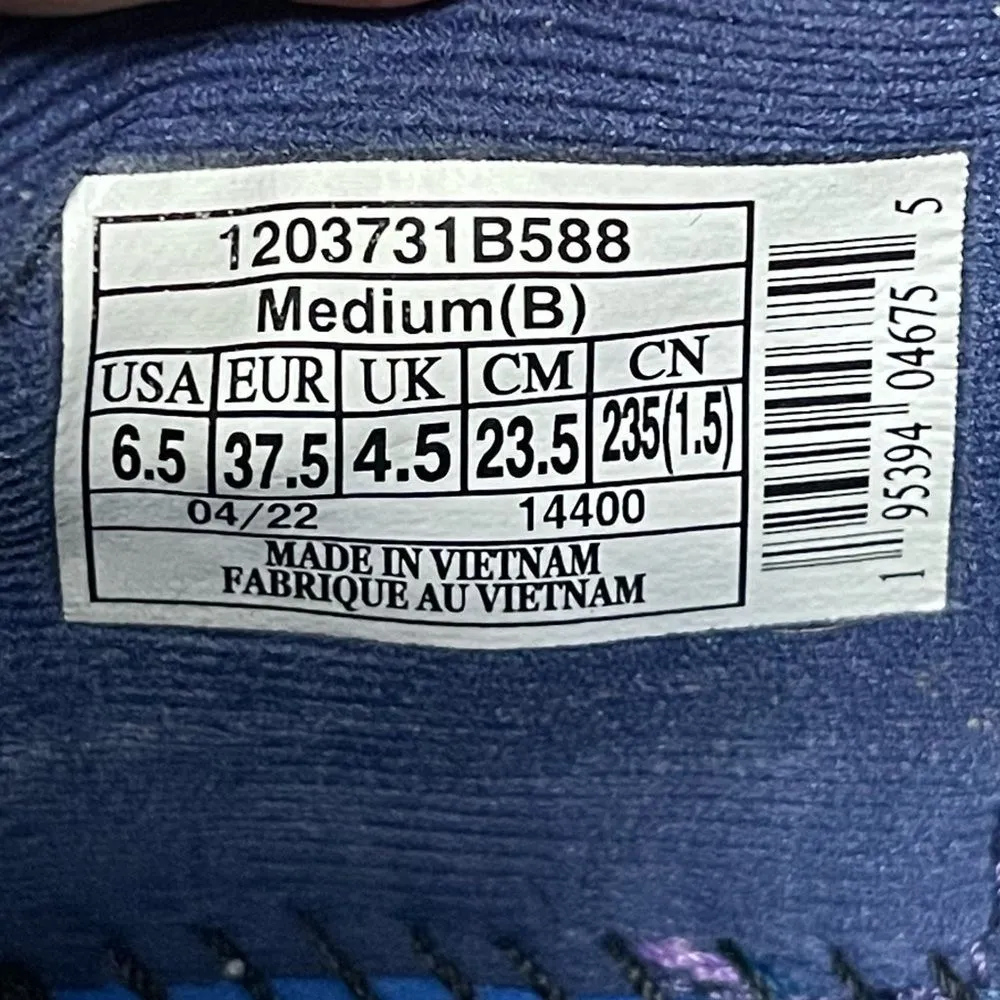 1203731B588
Medium(B)
USA EUR UK CM CN
6.5 37.5 4.5 23.5 235(1.5)
04/22 14400
MADE IN VIETNAM
FABRIQUE AU VIETNAM
1 95394 04675 5